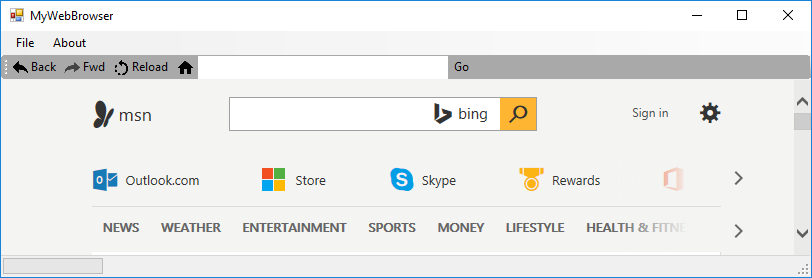 MyWebBrowser
File About
Back Fwd Reload Go
msn bing Sign in
Outlook.com Store Skype Rewards
NEWS WEATHER ENTERTAINMENT SPORTS MONEY LIFESTYLE HEALTH & FITNE